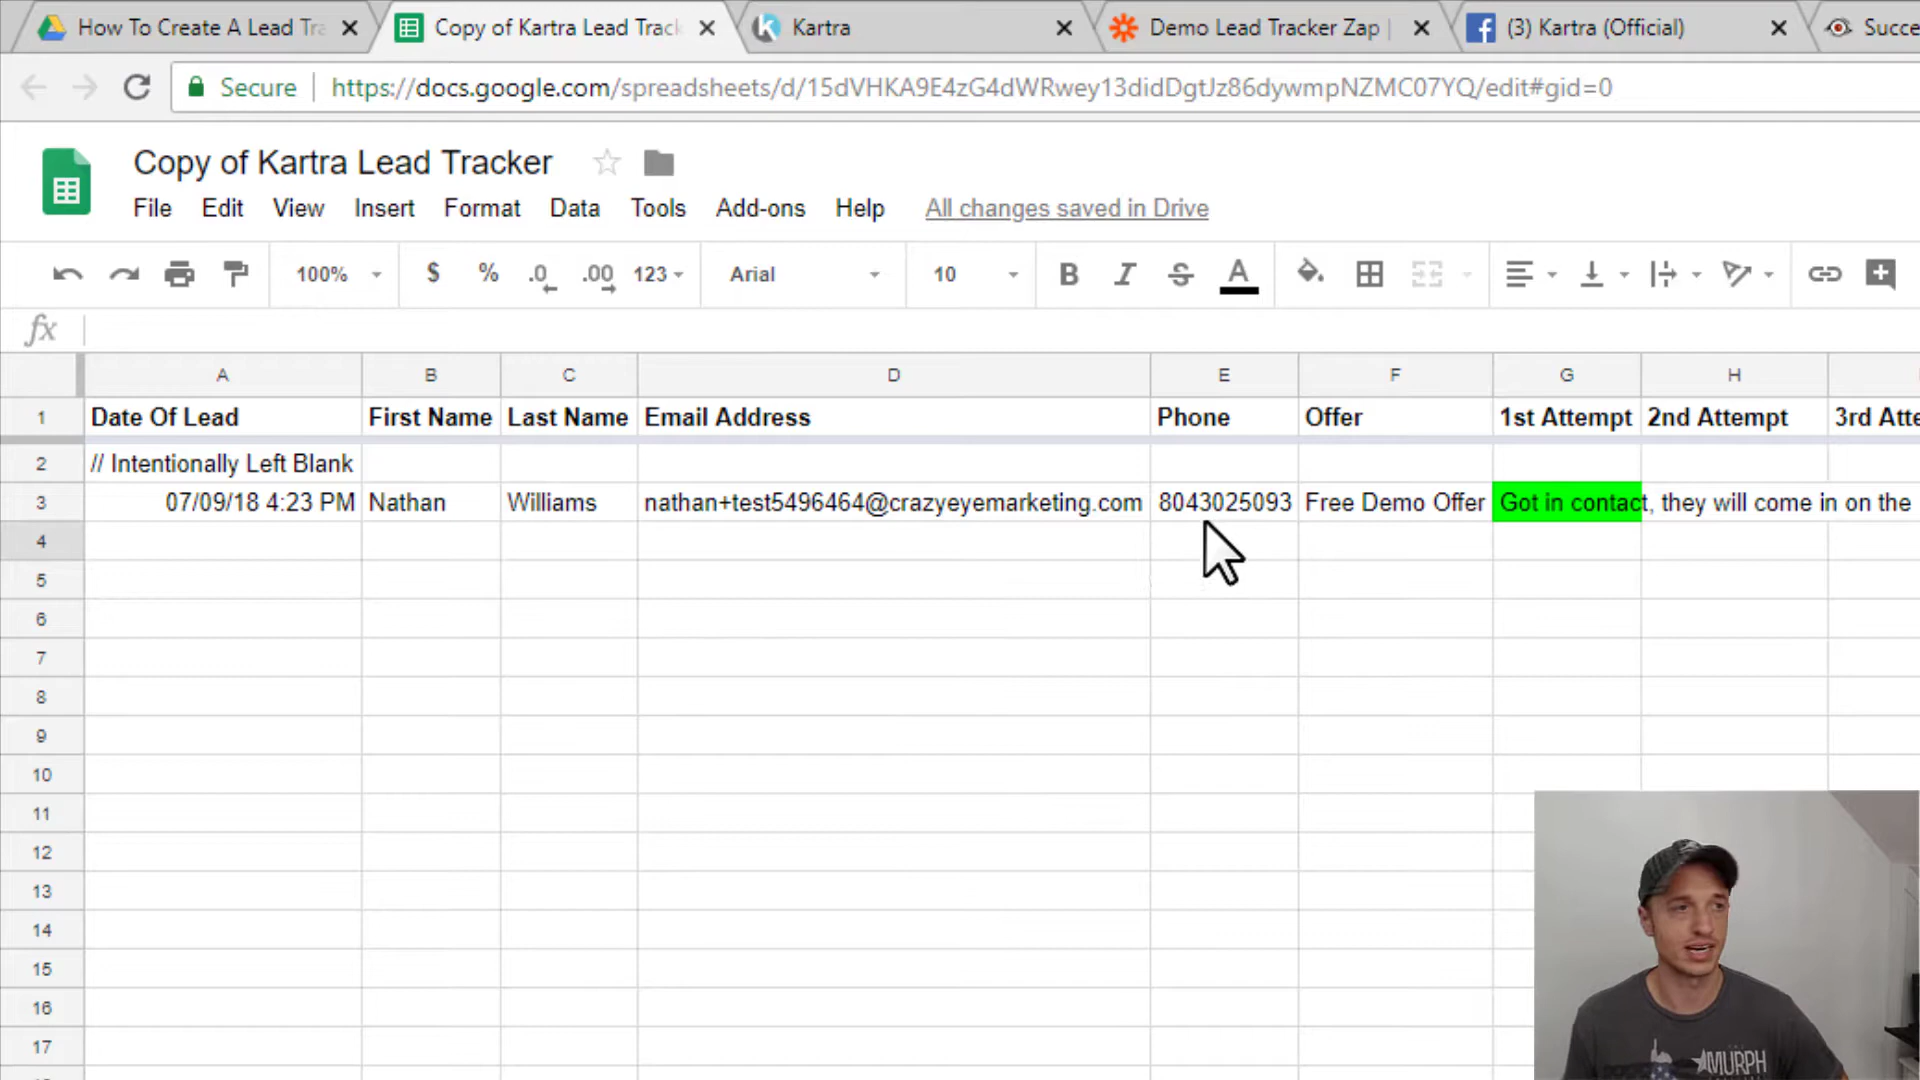 How To Create A Lead Tra
Copy of Kartra Lead Track
Kartra
Demo Lead Tracker Zap |
(3) Kartra (Official)
Succe
Secure
https://docs.google.com/spreadsheets/d/15dVHKA9E4zG4dWRwey13didDgtJz86dywmpNZMC07YQ/edit#gid=0
Copy of Kartra Lead Tracker
File Edit View Insert Format Data Tools Add-ons Help All changes saved in Drive
100% $ % .0 .00 123 Arial 10 B I S A
fx
A B C D E F G H
1 Date Of Lead First Name Last Name Email Address Phone Offer 1st Attempt 2nd Attempt 3rd Atte
2 // Intentionally Left Blank
3 07/09/18 4:23 PM Nathan Williams nathan+test5496464@crazyeyemarketing.com 8043025093 Free Demo Offer Got in contact, they will come in on the
4
5
6
7
8
9
10
11
12
13
14
15
16
17
MURPH